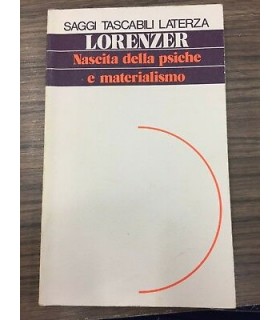 SAGGI TASCABILI LATERZA
LORENZER
Nascita della psiche
e materialismo